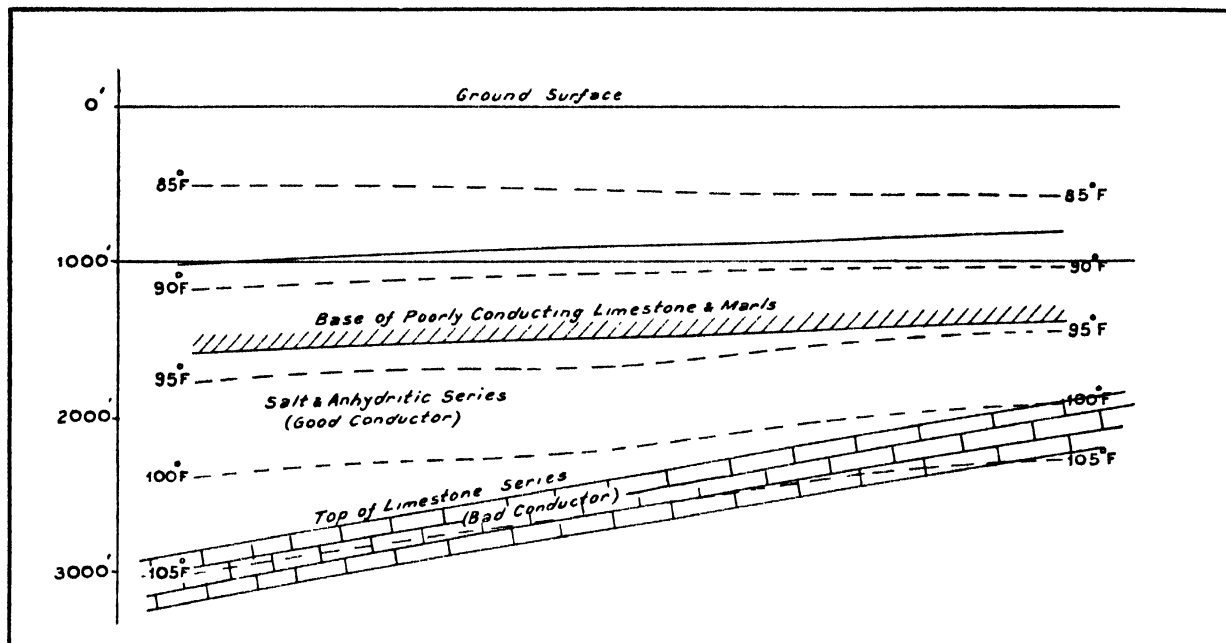 0'
Ground Surface
85°F
85°F
1000'
90°F
90°F
Base of Poorly Conducting Limestone & Marls
95°F
95°F
Salt & Anhydritic Series
(Good Conductor)
2000'
100°F
100°F
105°F
Top of Limestone Series
(Bad Conductor)
3000'
105°F